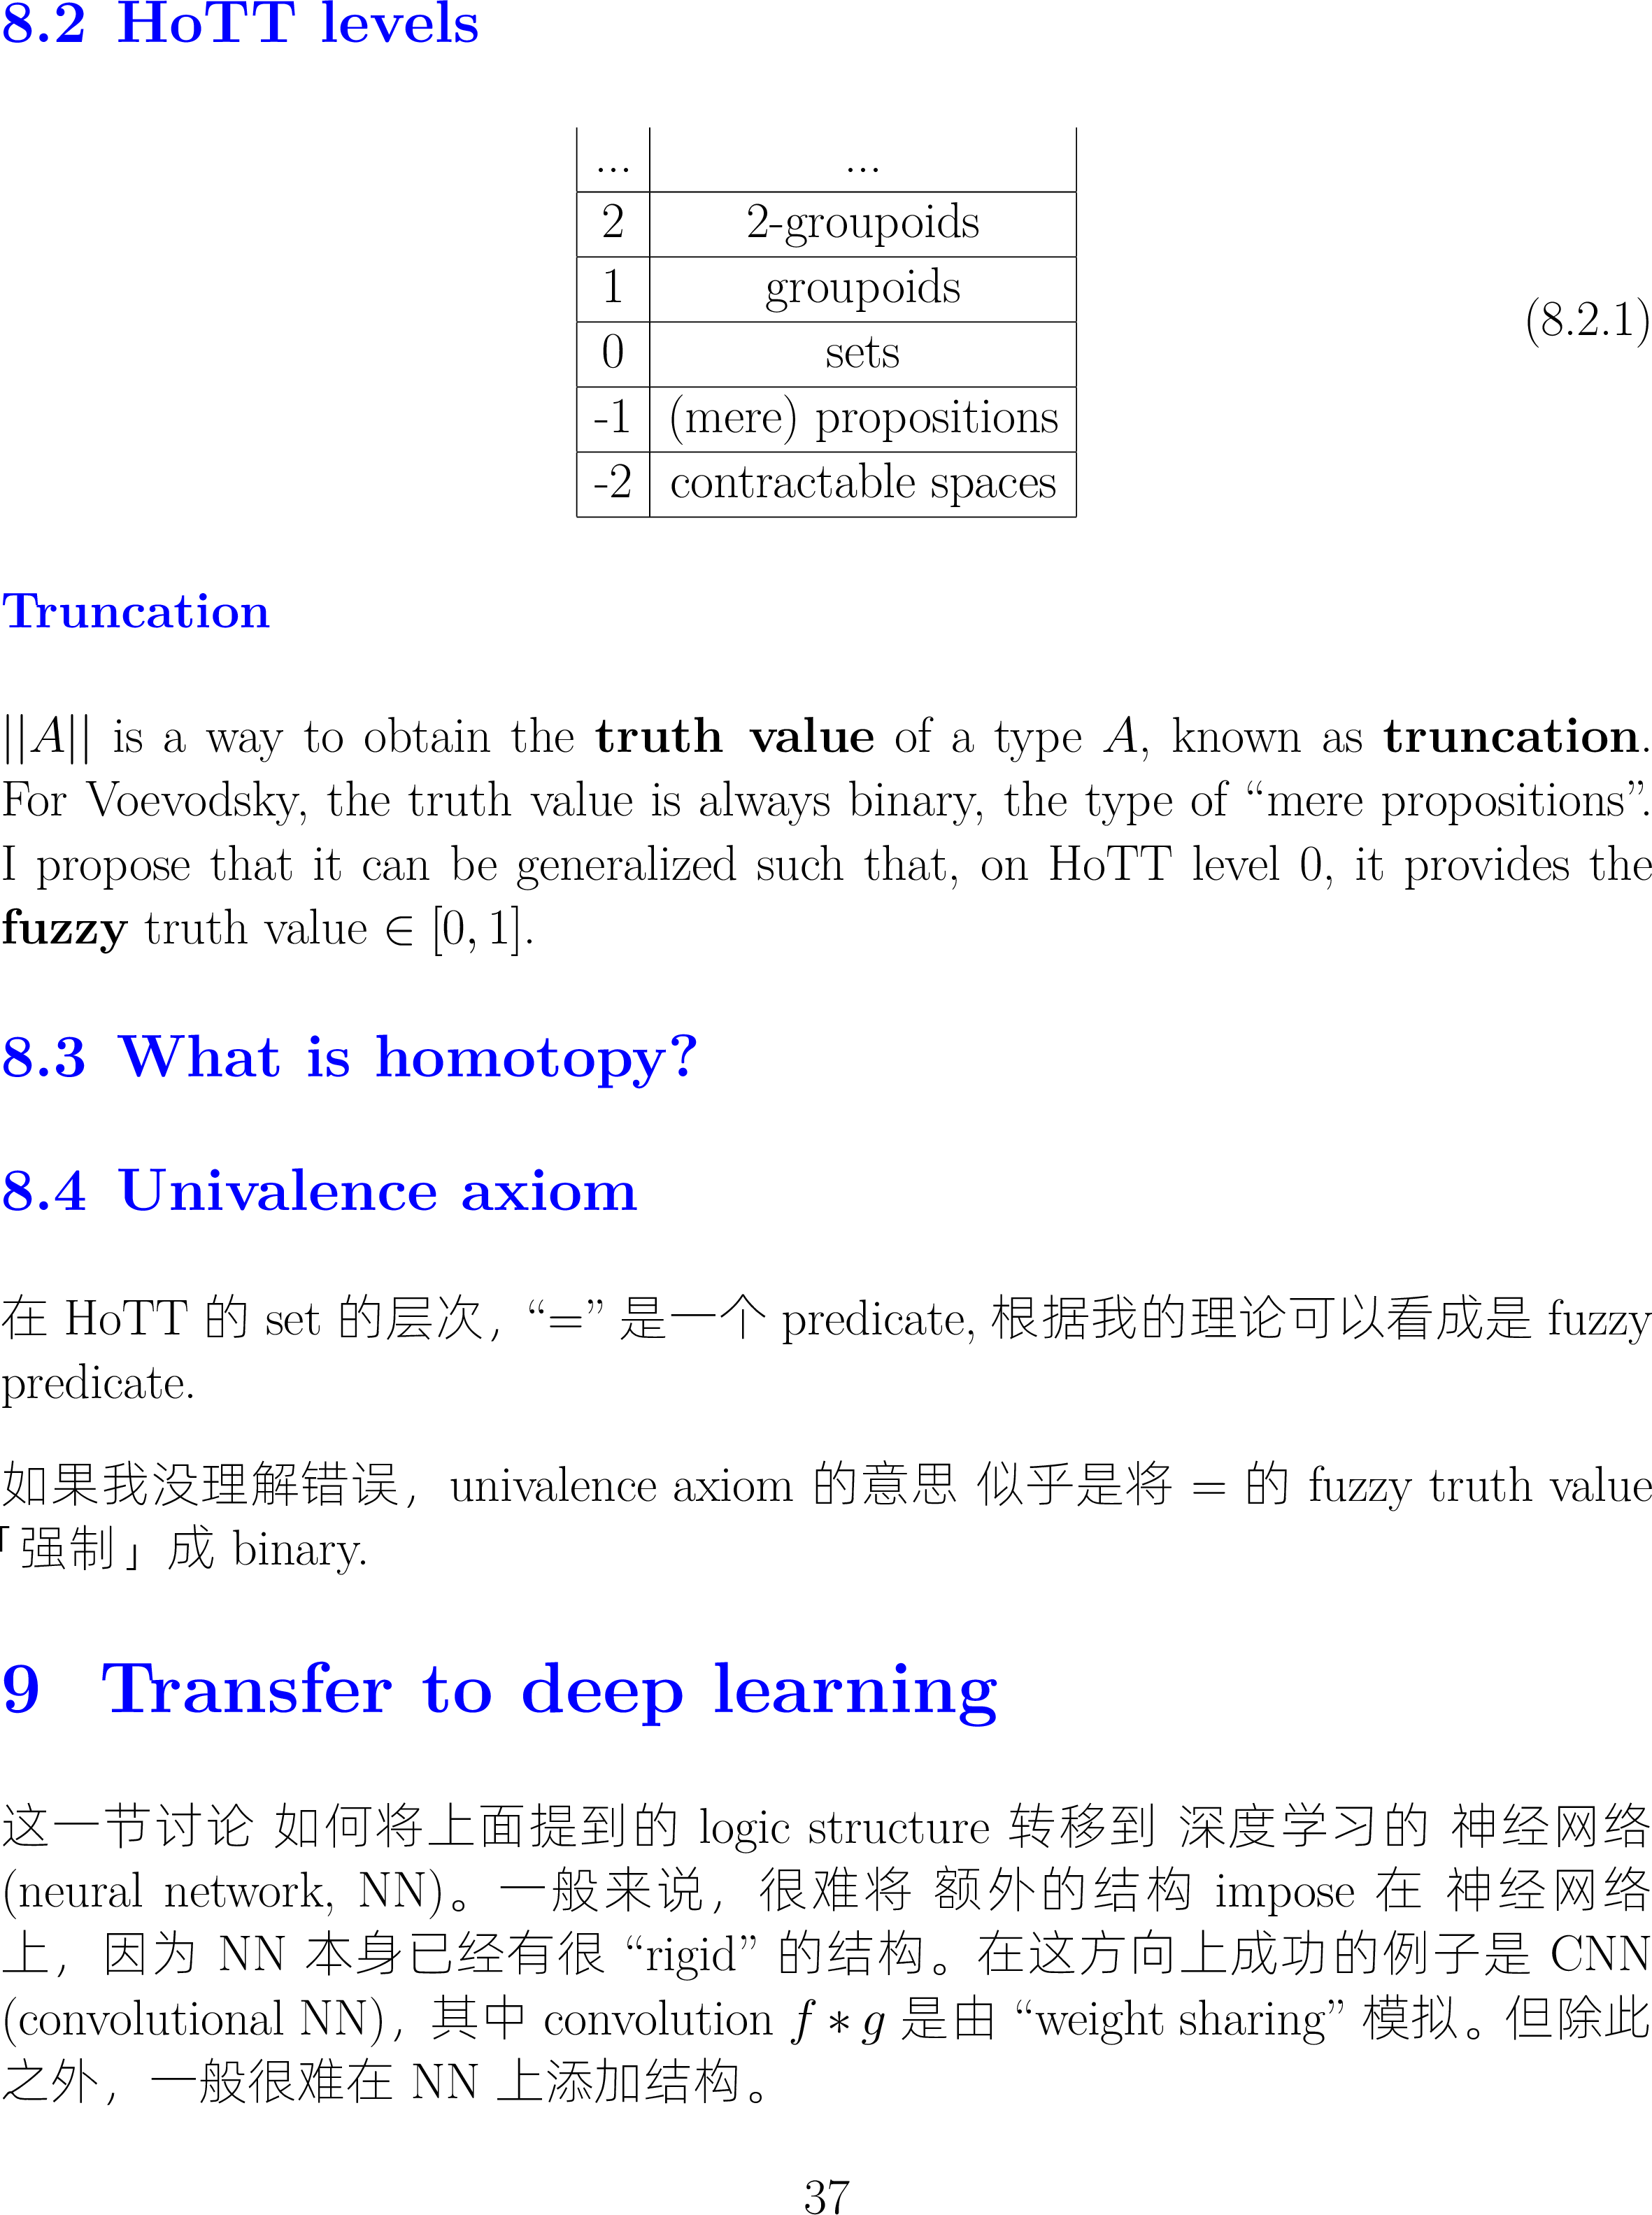 8.2 HoTT levels
... ...
2 2-groupoids
1 groupoids
(8.2.1)
0 sets
-1 (mere) propositions
-2 contractable spaces
Truncation
||A|| is a way to obtain the truth value of a type A, known as truncation.
For Voevodsky, the truth value is always binary, the type of “mere propositions”.
I propose that it can be generalized such that, on HoTT level 0, it provides the
fuzzy truth value ∈ [0, 1].
8.3 What is homotopy?
8.4 Univalence axiom
在 HoTT 的 set 的层次，“=” 是一个 predicate, 根据我的理论可以看成是 fuzzy
predicate.
如果我没理解错误，univalence axiom 的意思 似乎是将 = 的 fuzzy truth value
「强制」成 binary.
9 Transfer to deep learning
这一节讨论 如何将上面提到的 logic structure 转移到 深度学习的 神经网络
(neural network, NN)。一般来说，很难将 额外的结构 impose 在 神经网络
上，因为 NN 本身已经有很 “rigid” 的结构。在这方向上成功的例子是 CNN
(convolutional NN)，其中 convolution f ∗ g 是由 “weight sharing” 模拟。但除此
之外，一般很难在 NN 上添加结构。
37